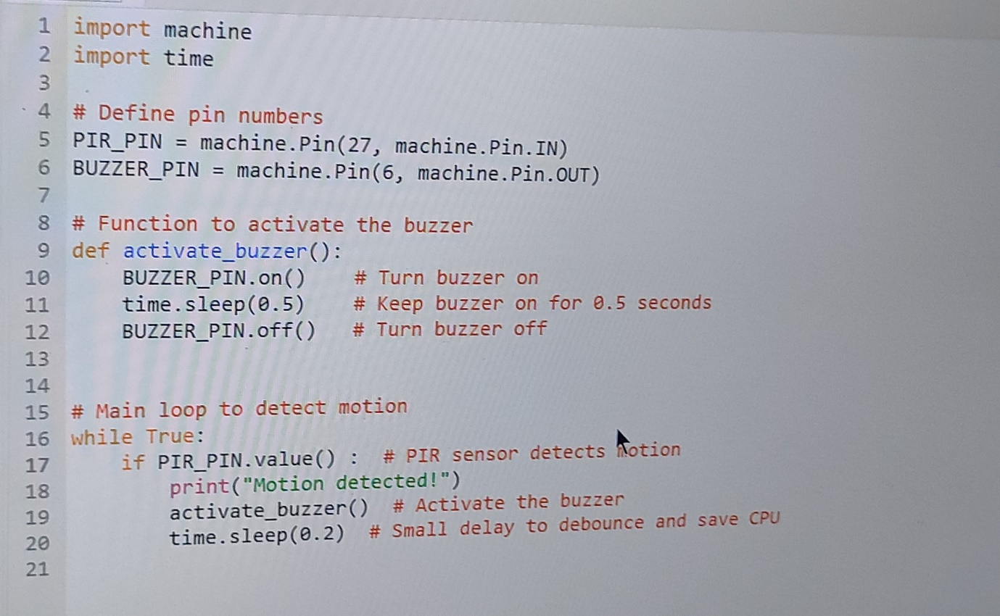 1 import machine
2 import time
3
4 # Define pin numbers
5 PIR_PIN = machine.Pin(27, machine.Pin.IN)
6 BUZZER_PIN = machine.Pin(6, machine.Pin.OUT)
7
8 # Function to activate the buzzer
9 def activate_buzzer():
10     BUZZER_PIN.on()    # Turn buzzer on
11     time.sleep(0.5)    # Keep buzzer on for 0.5 seconds
12     BUZZER_PIN.off()   # Turn buzzer off
13
14
15 # Main loop to detect motion
16 while True:
17     if PIR_PIN.value() :  # PIR sensor detects motion
18         print("Motion detected!")
19         activate_buzzer()  # Activate the buzzer
20         time.sleep(0.2)  # Small delay to debounce and save CPU
21